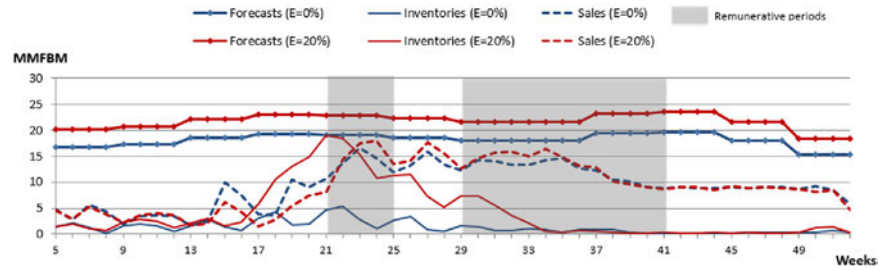 Forecasts (E=0%) Inventories (E=0%) Sales (E=0%) Remunerative periods
Forecasts (E=20%) Inventories (E=20%) Sales (E=20%)
MMFBM
30
25
20
15
10
5
0
5 9 13 17 21 25 29 33 37 41 45 49
Weeks